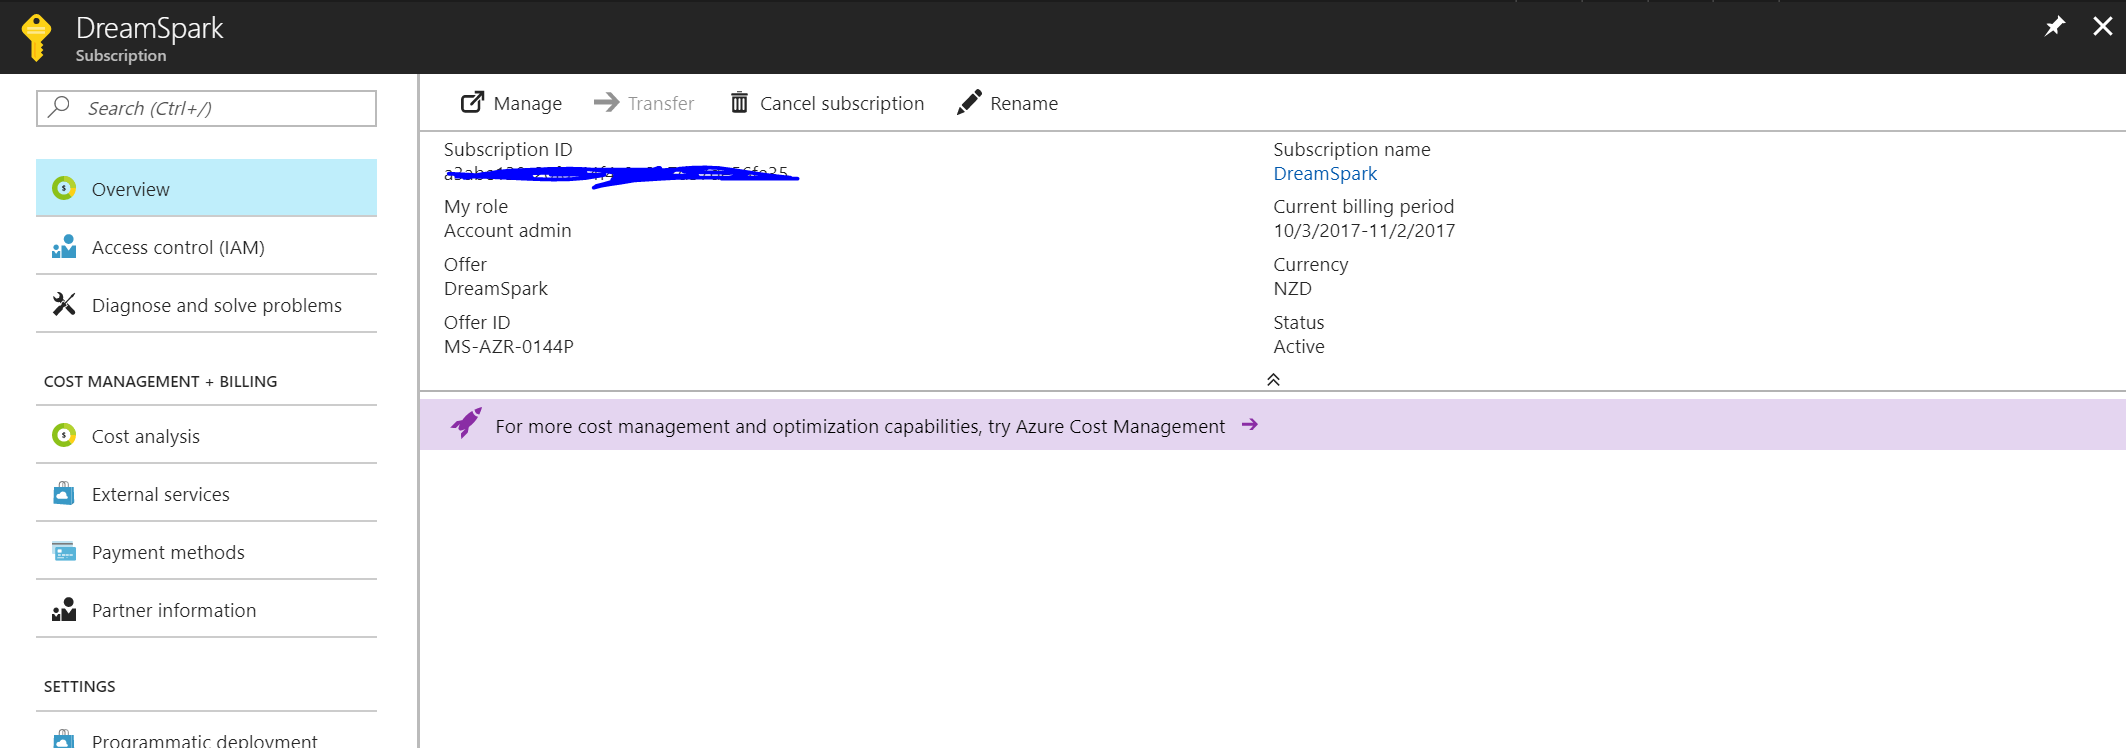 DreamSpark
Subscription
Search (Ctrl+/)
Overview
Access control (IAM)
Diagnose and solve problems
COST MANAGEMENT + BILLING
Cost analysis
External services
Payment methods
Partner information
SETTINGS
Programmatic deployment
Manage
Transfer
Cancel subscription
Rename
Subscription ID
My role
Account admin
Offer
DreamSpark
Offer ID
MS-AZR-0144P
Subscription name
DreamSpark
Current billing period
10/3/2017-11/2/2017
Currency
NZD
Status
Active
For more cost management and optimization capabilities, try Azure Cost Management